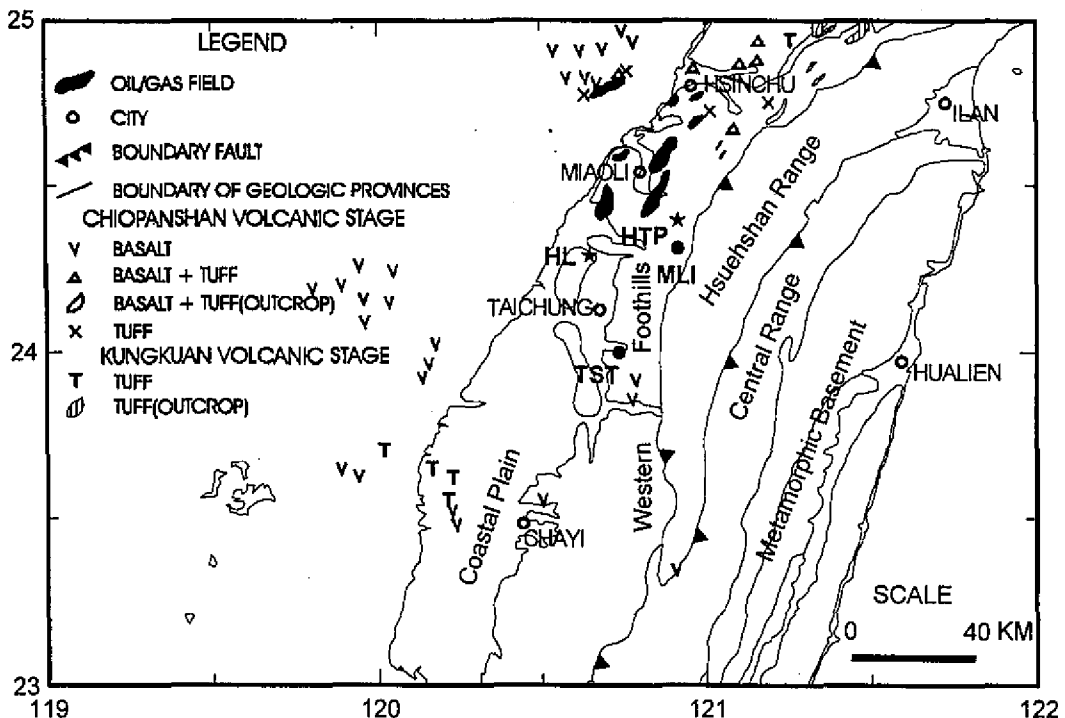 25
LEGEND
OIL/GAS FIELD
CITY
BOUNDARY FAULT
BOUNDARY OF GEOLOGIC PROVINCES
CHIOPANSHAN VOLCANIC STAGE
V BASALT
BASALT + TUFF
BASALT + TUFF(OUTCROP)
× TUFF
KUNGKUAN VOLCANIC STAGE
T TUFF
TUFF(OUTCROP)
T
HSINCHU
ILAN
MIAOLI
HTP
HL
MLI
TAICHUNG
TST
Foothills
Western
Hsuehshan Range
Central Range
Metamorphic Basement
HUALIEN
24
T
T
T
T
Coastal Plain
CHAYI
SCALE
0 40 KM
23
119 120 121 122